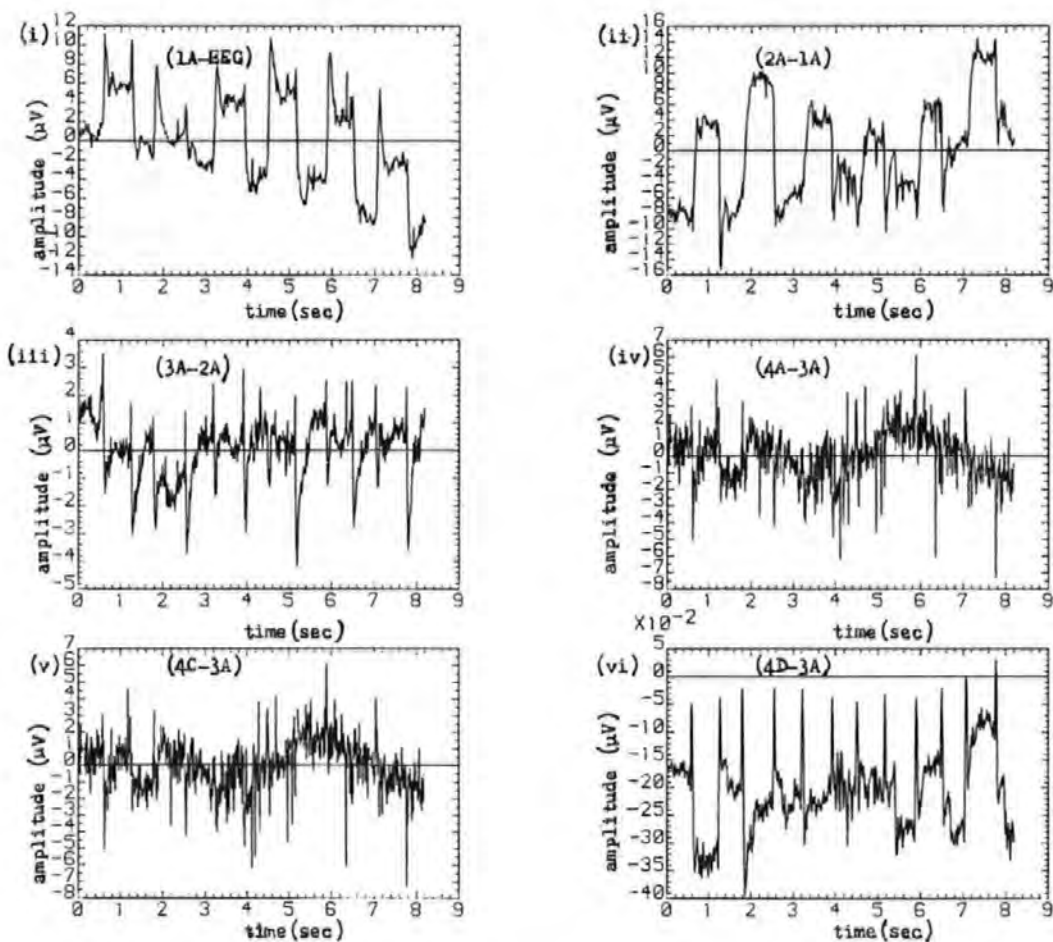 (i)
(1A-EEG)
12
10
8
6
4
2
0
-2
-4
-6
-8
-10
-12
-14
amplitude (µV)
0 1 2 3 4 5 6 7 8 9
time(sec)
(ii)
(2A-1A)
16
14
12
10
8
6
4
2
0
-2
-4
-6
-8
-10
-12
-14
-16
amplitude (µV)
0 1 2 3 4 5 6 7 8 9
time(sec)
(iii)
(3A-2A)
4
3
2
1
0
-1
-2
-3
-4
-5
amplitude (µV)
0 1 2 3 4 5 6 7 8 9
time(sec)
(iv)
(4A-3A)
7
6
5
4
3
2
1
0
-1
-2
-3
-4
-5
-6
-7
-8
amplitude (µV)
0 1 2 3 4 5 6 7 8 9
time(sec)
(v)
(4C-3A)
7
6
5
4
3
2
1
0
-1
-2
-3
-4
-5
-6
-7
-8
amplitude (µV)
0 1 2 3 4 5 6 7 8 9
time(sec)
X10-2
(vi)
(4D-3A)
5
0
-5
-10
-15
-20
-25
-30
-35
-40
amplitude (µV)
0 1 2 3 4 5 6 7 8 9
time(sec)